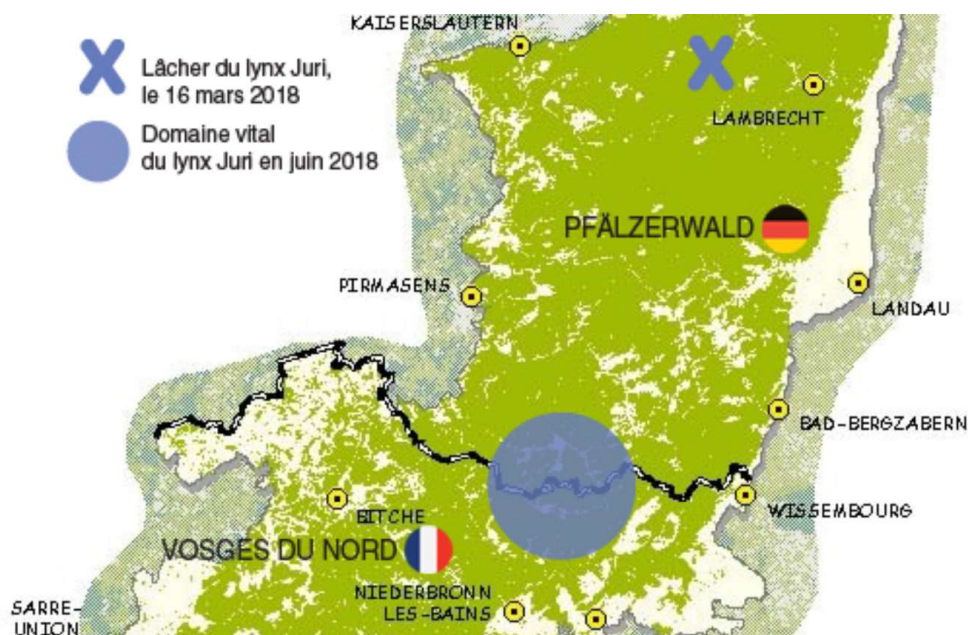 KAISERSLAUTERN
Lâcher du lynx Juri,
le 16 mars 2018
LAMBRECHT
Domaine vital
du lynx Juri en juin 2018
PFÄLZERWALD
PIRMASENS
LANDAU
BAD-BERGZABERN
BITCHE
WISSEMBOURG
VOSGES DU NORD
NIEDERBRONN
LES-BAINS
SARRE-
UNION